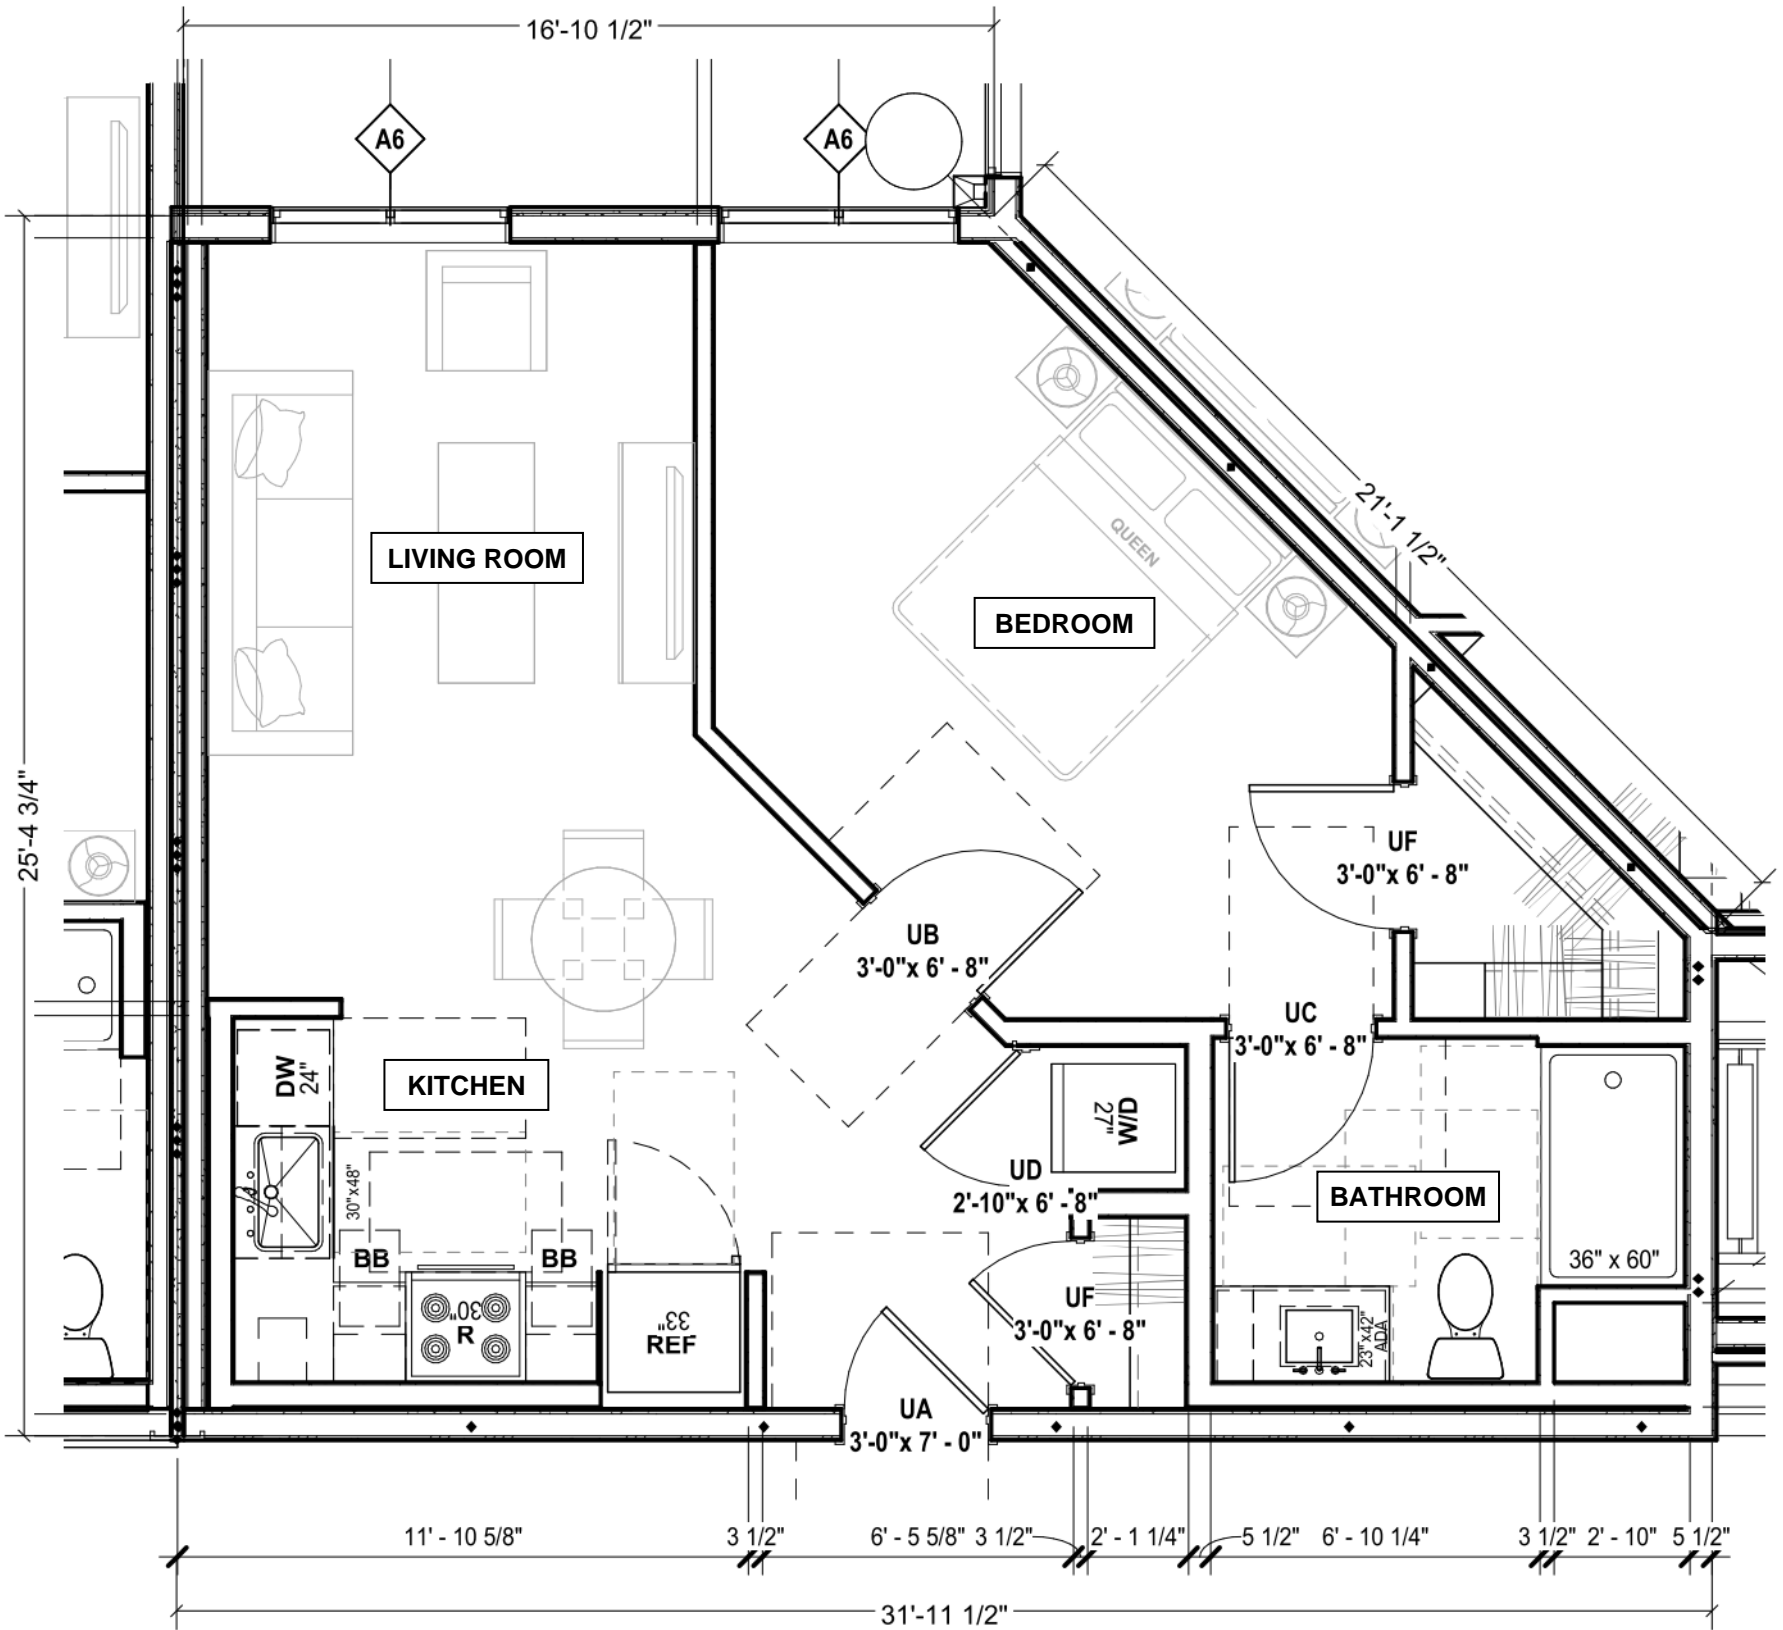 16'-10 1/2"
A6
A6
21'-1 1/2"
QUEEN
LIVING ROOM
BEDROOM
25'-4 3/4"
UF
3'-0"x 6' - 8"
UB
3'-0"x 6' - 8"
UC
3'-0"x 6' - 8"
DW
24"
KITCHEN
W/D
27"
UD
2'-10"x 6' - 8"
30"x48"
BATHROOM
BB
BB
36" x 60"
30"
R
33"
REF
UF
3'-0"x 6' - 8"
23"x42"
ADA
UA
3'-0"x 7' - 0"
11' - 10 5/8"
3 1/2"
6' - 5 5/8"
3 1/2"
2' - 1 1/4"
5 1/2"
6' - 10 1/4"
3 1/2"
2' - 10"
5 1/2"
31'-11 1/2"